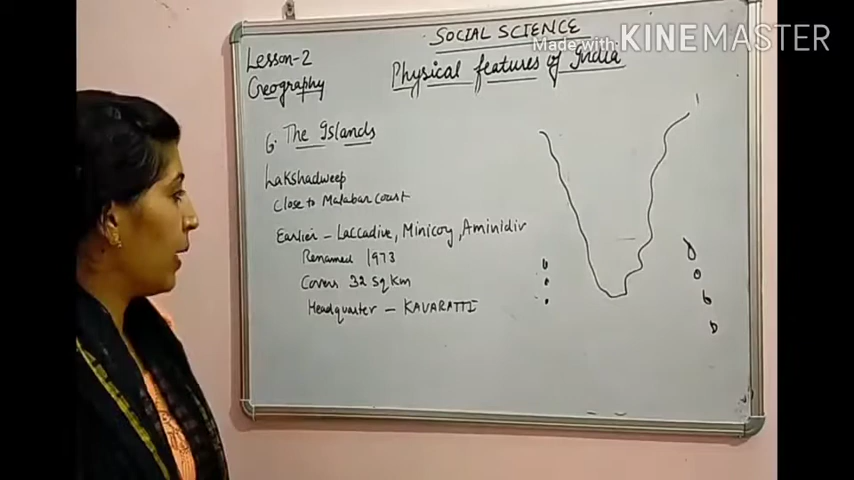 SOCIAL SCIENCE
Made with KINEMASTER
Lesson-2
Geography
Physical features of India
6. The Islands
Lakshadweep
Close to Malabar Coast
Earlier - Laccadive, Minicoy, Aminidiv
Renamed 1973
Covers 32 sq km
Headquarter - KAVARATTI